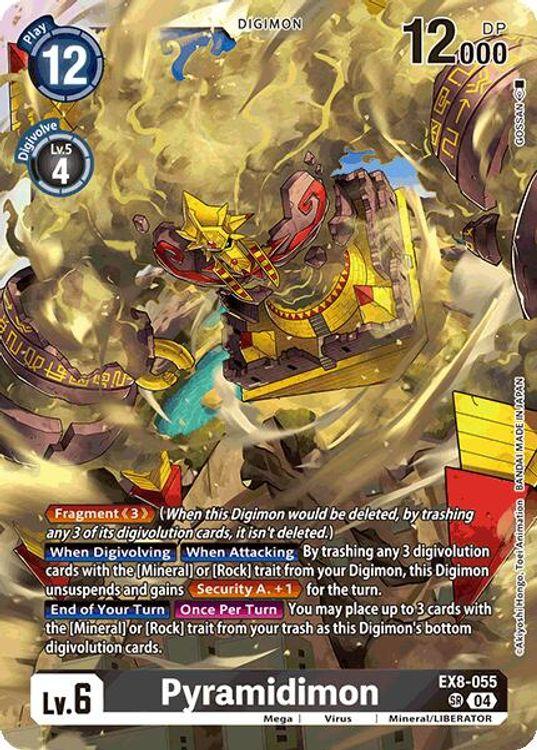 Play
12
DIGIMON
DP
12000
Digivolve
Lv.5
4
GOSSAN
Fragment《3》 (When this Digimon would be deleted, by trashing
any 3 of its digivolution cards, it isn't deleted.)
When Digivolving When Attacking By trashing any 3 digivolution
cards with the [Mineral] or [Rock] trait from your Digimon, this Digimon
unsuspends and gains Security A. +1 for the turn.
End of Your Turn Once Per Turn You may place up to 3 cards with
the [Mineral] or [Rock] trait from your trash as this Digimon's bottom
digivolution cards.
©Akiyoshi Hongo, Toei Animation BANDAI MADE IN JAPAN
Lv.6
Pyramidimon
EX8-055
SR 04
Mega | Virus | Mineral/LIBERATOR